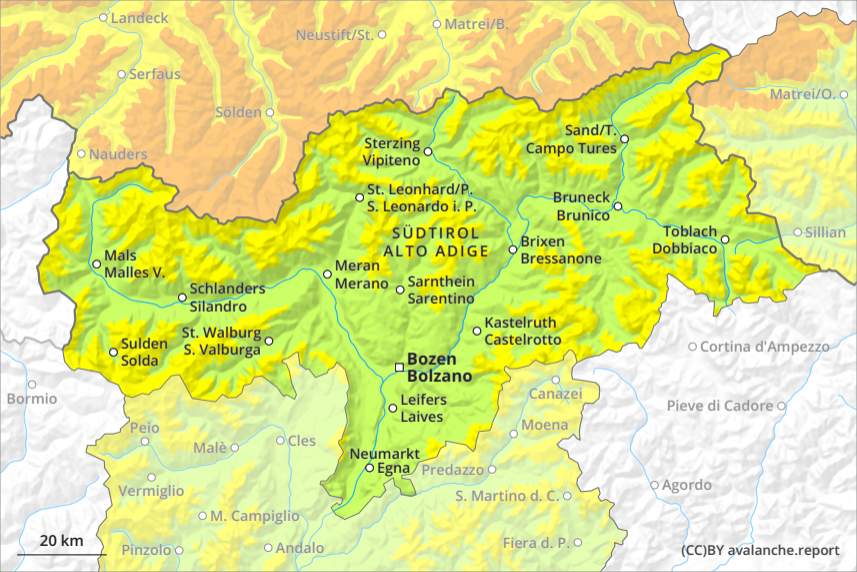 Landeck
Matrei/B.
Neustift/St.
Serfaus
Matrei/O.
Sölden
Sand/T.
Campo Tures
Sterzing
Vipiteno
Nauders
St. Leonhard/P.
S. Leonardo i. P.
Bruneck
Brunico
SÜDTIROL
ALTO ADIGE
Toblach
Dobbiaco
Sillian
Brixen
Bressanone
Mals
Malles V.
Meran
Merano
Sarnthein
Sarentino
Schlanders
Silandro
Kastelruth
Castelrotto
St. Walburg
S. Valburga
Sulden
Solda
Cortina d'Ampezzo
Bozen
Bolzano
Bormio
Canazei
Leifers
Laives
Pieve di Cadore
Peio
Moena
Cles
Malè
Neumarkt
Egna
Predazzo
Vermiglio
Agordo
S. Martino d. C.
M. Campiglio
20 km
Pinzolo
Andalo
Fiera d. P.
(CC)BY avalanche.report